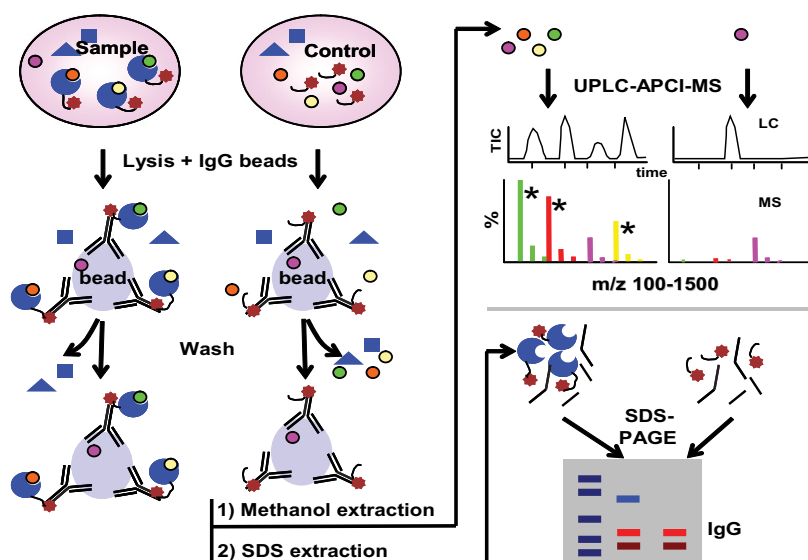 Sample
Control
Lysis + IgG beads
bead
bead
Wash
1) Methanol extraction
2) SDS extraction
UPLC-APCI-MS
TIC
LC
time
%
*
*
*
MS
m/z 100-1500
SDS-
PAGE
IgG